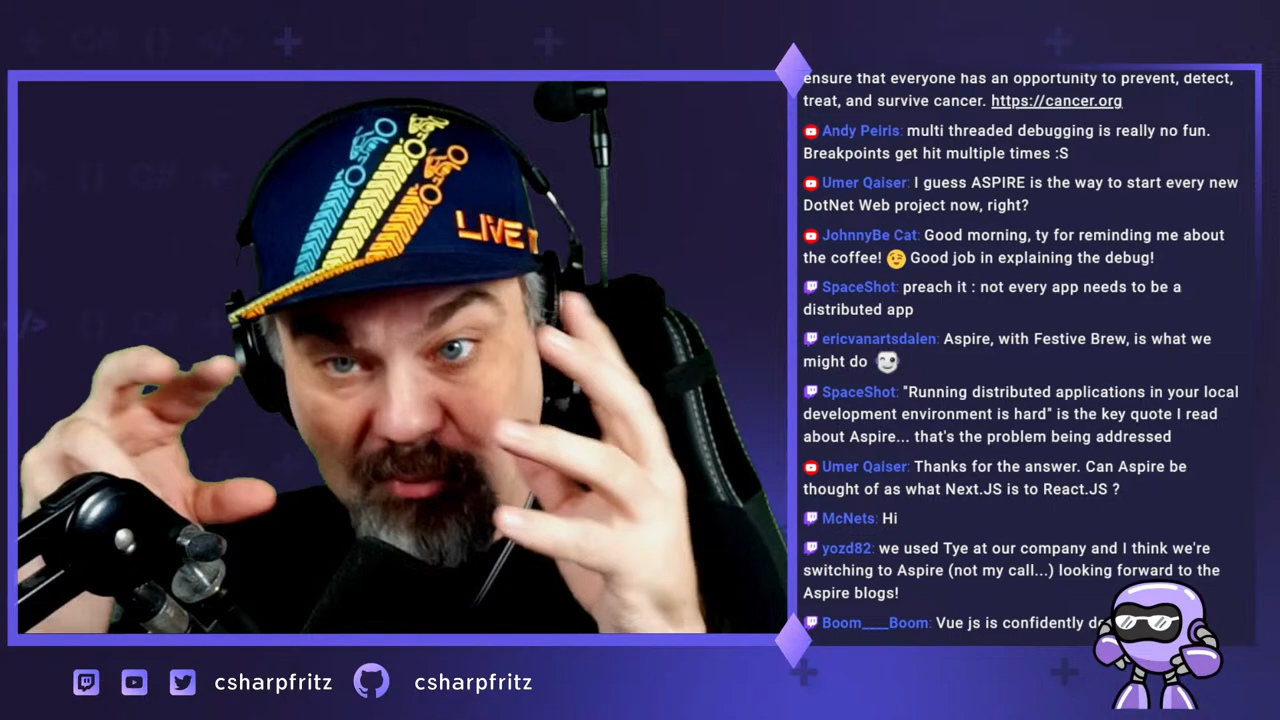 LIVE
ensure that everyone has an opportunity to prevent, detect,
treat, and survive cancer. https://cancer.org
Andy Peiris: multi threaded debugging is really no fun.
Breakpoints get hit multiple times :S
Umer Qaiser: I guess ASPIRE is the way to start every new
DotNet Web project now, right?
JohnnyBe Cat: Good morning, ty for reminding me about
the coffee! 😉 Good job in explaining the debug!
SpaceShot: preach it : not every app needs to be a
distributed app
ericvanartsdalen: Aspire, with Festive Brew, is what we
might do
SpaceShot: "Running distributed applications in your local
development environment is hard" is the key quote I read
about Aspire... that's the problem being addressed
Umer Qaiser: Thanks for the answer. Can Aspire be
thought of as what Next.JS is to React.JS ?
McNets: Hi
yozd82: we used Tye at our company and I think we're
switching to Aspire (not my call...) looking forward to the
Aspire blogs!
Boom____Boom: Vue js is confidently
csharpfritz csharpfritz